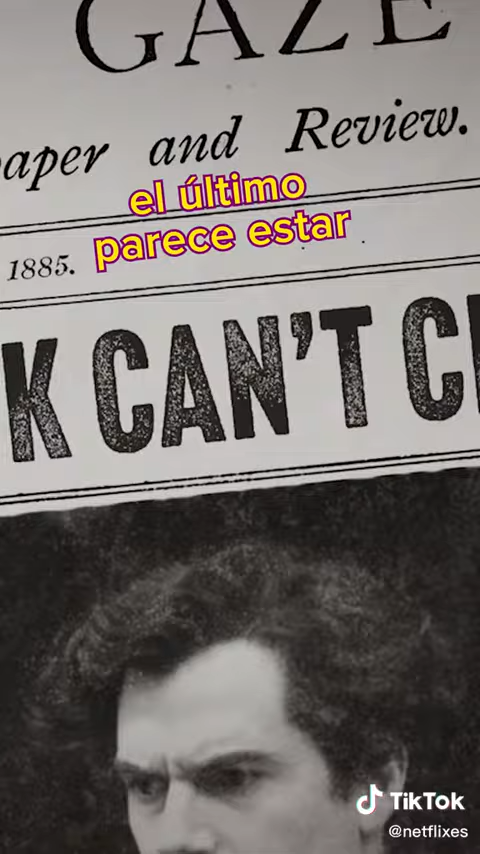 GAZE
aper and Review.
el último
parece estar
1885.
K CAN'T C
TikTok
@netflixes